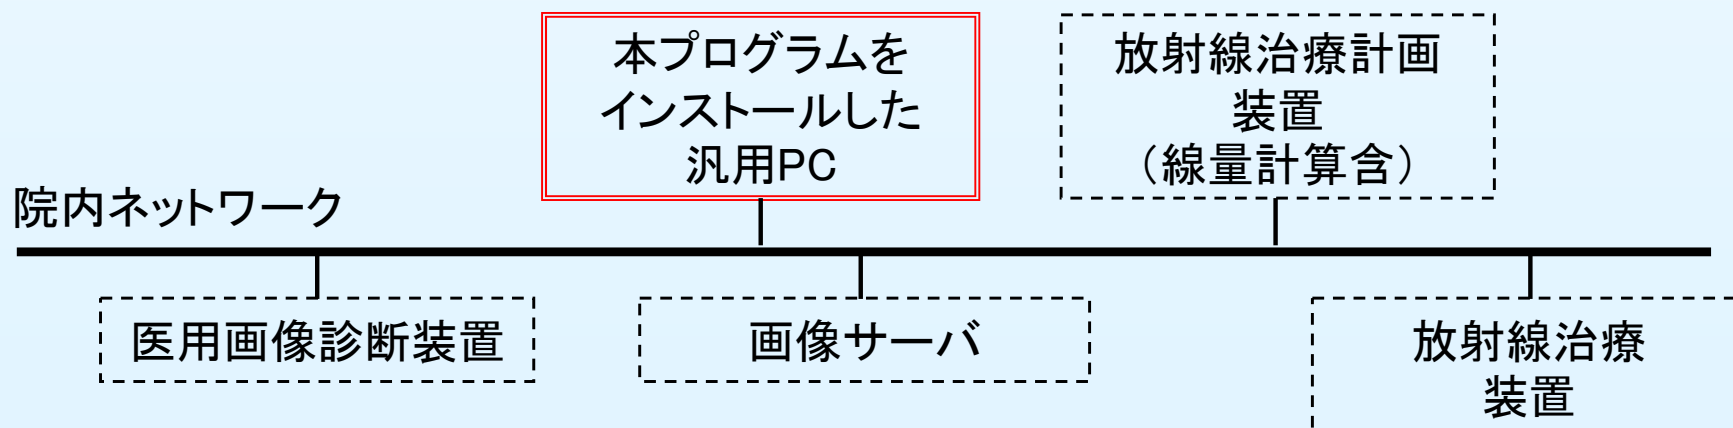 本プログラムを
インストールした
汎用PC
放射線治療計画
装置
（線量計算含）
院内ネットワーク
医用画像診断装置
画像サーバ
放射線治療
装置